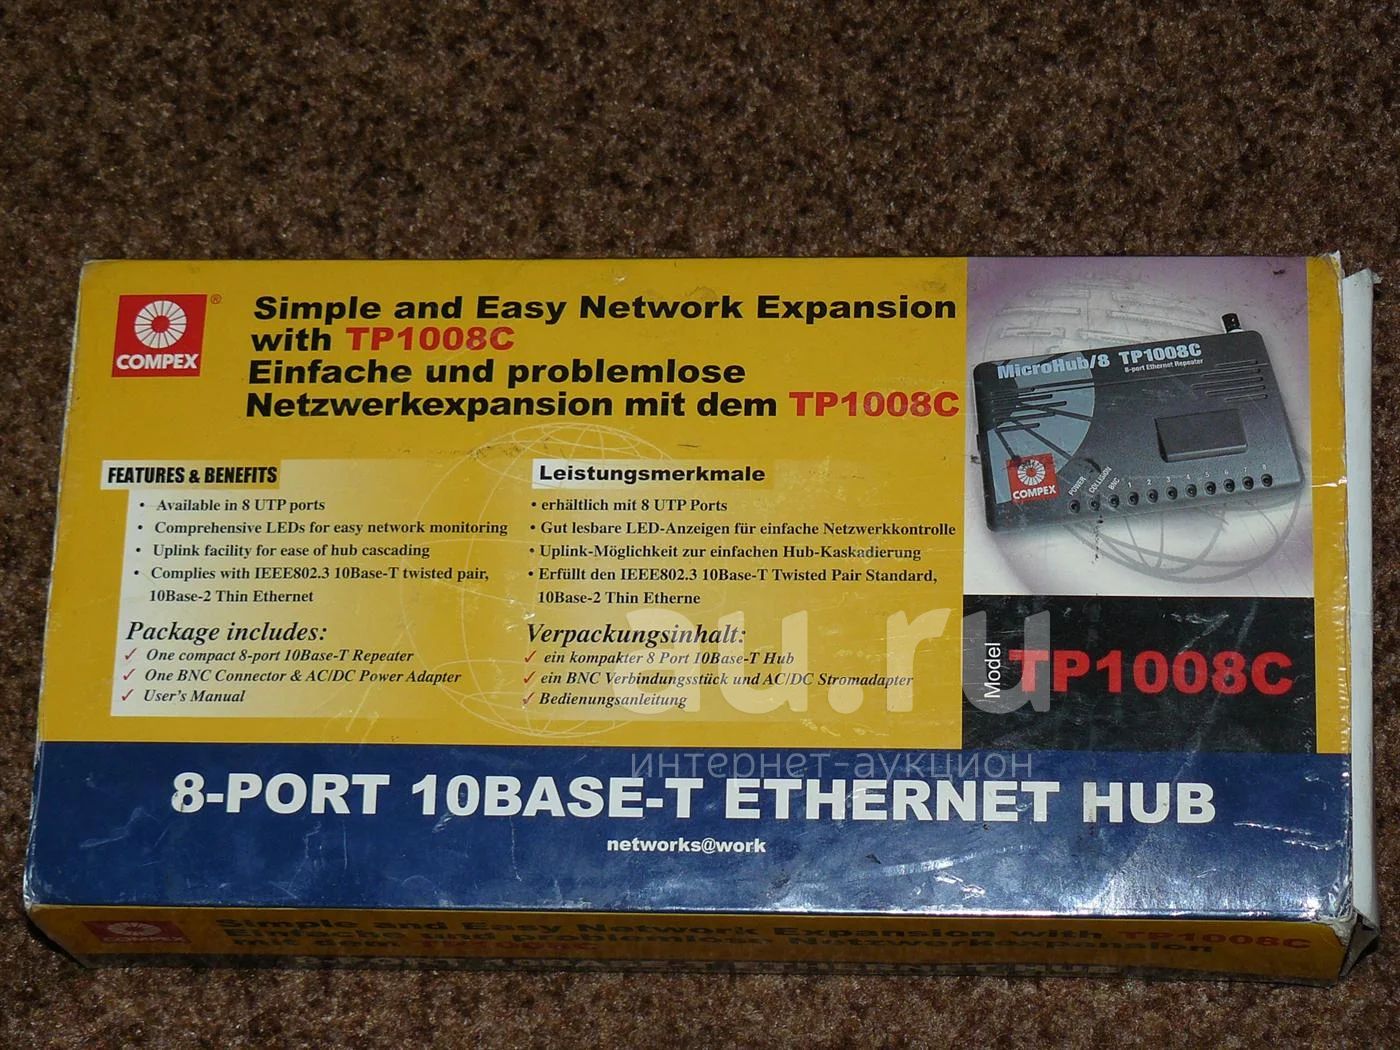 COMPEX ®
Simple and Easy Network Expansion
with TP1008C
Einfache und problemlose
Netzwerkexpansion mit dem TP1008C
FEATURES & BENEFITS
• Available in 8 UTP ports
• Comprehensive LEDs for easy network monitoring
• Uplink facility for ease of hub cascading
• Complies with IEEE802.3 10Base-T twisted pair,
10Base-2 Thin Ethernet
Package includes:
✓ One compact 8-port 10Base-T Repeater
✓ One BNC Connector & AC/DC Power Adapter
✓ User's Manual
Leistungsmerkmale
• erhältlich mit 8 UTP Ports
• Gut lesbare LED-Anzeigen für einfache Netzwerkkontrolle
• Uplink-Möglichkeit zur einfachen Hub-Kaskadierung
• Erfüllt den IEEE802.3 10Base-T Twisted Pair Standard,
10Base-2 Thin Etherne
Verpackungsinhalt:
✓ ein kompakter 8 Port 10Base-T Hub
✓ ein BNC Verbindungsstück und AC/DC Stromadapter
✓ Bedienungsanleitung
MicroHub/8 TP1008C
8-port Ethernet Repeater
COMPEX
POWER COLLISION BNC 1 2 3 4 5 6 7 8
Model TP1008C
au.ru
интернет-аукцион
8-PORT 10BASE-T ETHERNET HUB
networks@work
COMPEX
Simple and Easy Network Expansion with TP1008C
Einfache und problemlose Netzwerkexpansion
mit dem TP1008C